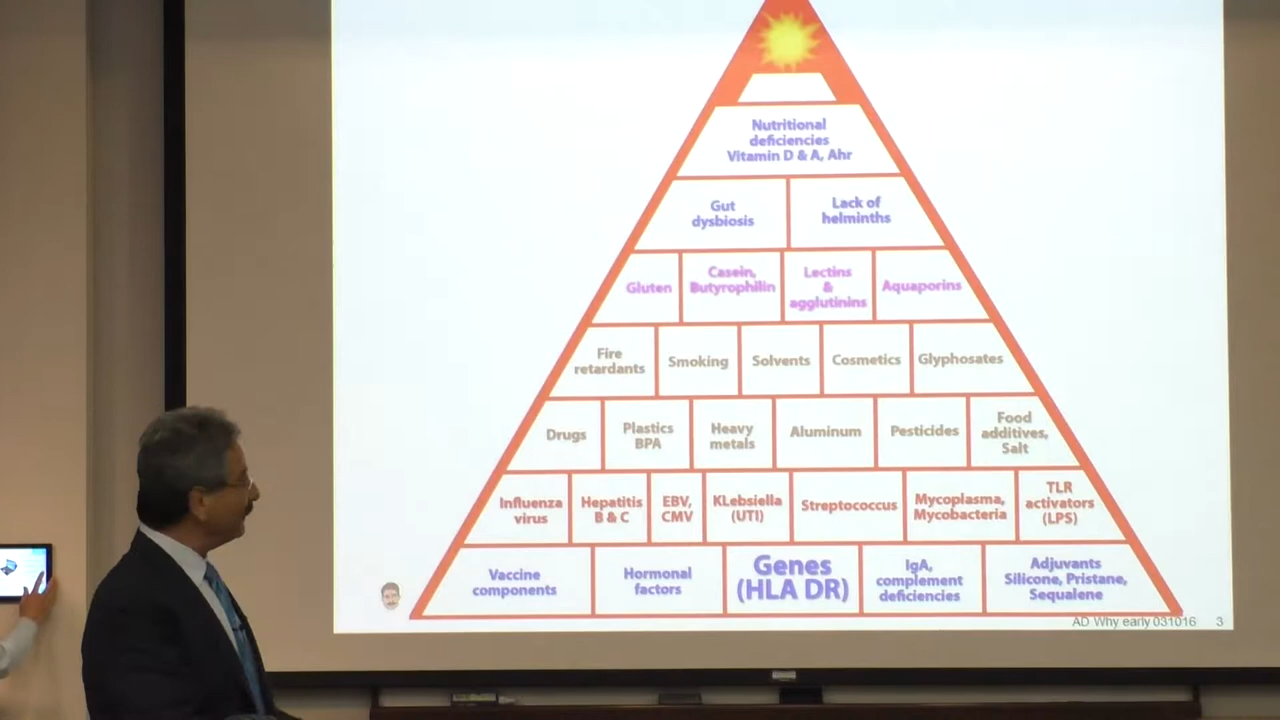 Nutritional
deficiencies
Vitamin D & A, Ahr
Gut
dysbiosis
Lack of
helminths
Gluten
Casein,
Butyrophilin
Lectins
&
agglutinins
Aquaporins
Fire
retardants
Smoking
Solvents
Cosmetics
Glyphosates
Drugs
Plastics
BPA
Heavy
metals
Aluminum
Pesticides
Food
additives,
Salt
Influenza
virus
Hepatitis
B & C
EBV,
CMV
KLebsiella
(UTI)
Streptococcus
Mycoplasma,
Mycobacteria
TLR
activators
(LPS)
Vaccine
components
Hormonal
factors
Genes
(HLA DR)
IgA,
complement
deficiencies
Adjuvants
Silicone, Pristane,
Sequalene
AD Why early 031016 3